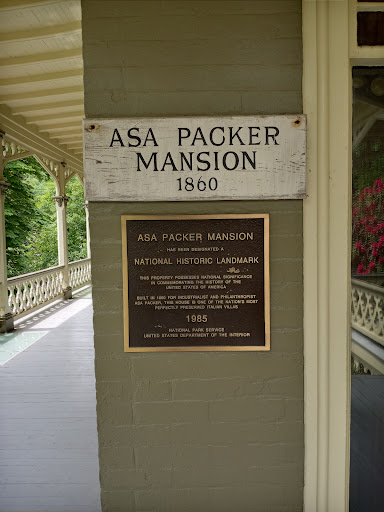 ASA PACKER
MANSION
1860
ASA PACKER MANSION
HAS BEEN DESIGNATED A
NATIONAL HISTORIC LANDMARK
THIS PROPERTY POSSESSES NATIONAL SIGNIFICANCE
IN COMMEMORATING THE HISTORY OF THE
UNITED STATES OF AMERICA
BUILT IN 1860 FOR INDUSTRIALIST AND PHILANTHROPIST
ASA PACKER, THIS HOUSE IS ONE OF THE NATION'S MOST
PERFECTLY PRESERVED ITALIAN VILLAS
1985
NATIONAL PARK SERVICE
UNITED STATES DEPARTMENT OF THE INTERIOR